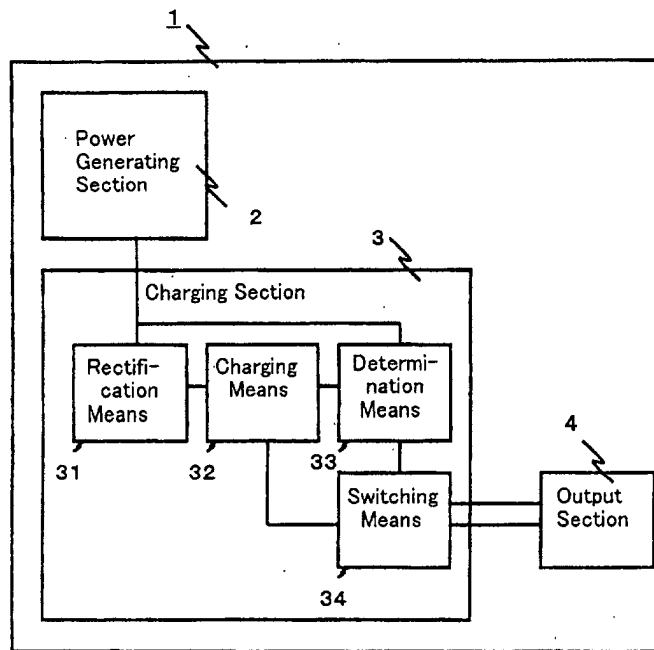 1
Power
Generating
Section
2
3
Charging Section
Rectifi-
cation
Means
Charging
Means
Determi-
nation
Means
31
32
33
4
Switching
Means
Output
Section
34